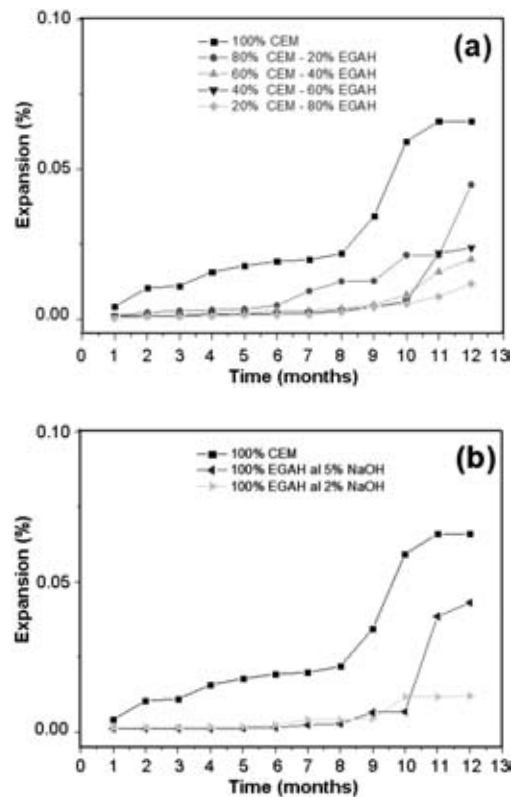 0.10
(a)
100% CEM
80% CEM - 20% EGAH
60% CEM - 40% EGAH
40% CEM - 60% EGAH
20% CEM - 80% EGAH
Expansion (%)
0.05
0.00
0 1 2 3 4 5 6 7 8 9 10 11 12 13
Time (months)
0.10
(b)
100% CEM
100% EGAH al 5% NaOH
100% EGAH al 2% NaOH
Expansion (%)
0.05
0.00
0 1 2 3 4 5 6 7 8 9 10 11 12 13
Time (months)